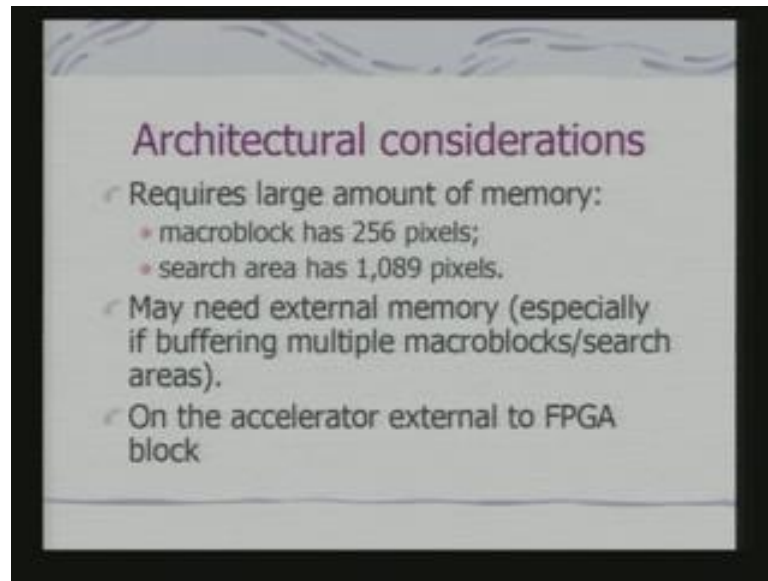 Architectural considerations
Requires large amount of memory:
macroblock has 256 pixels;
search area has 1,089 pixels.
May need external memory (especially
if buffering multiple macroblocks/search
areas).
On the accelerator external to FPGA
block